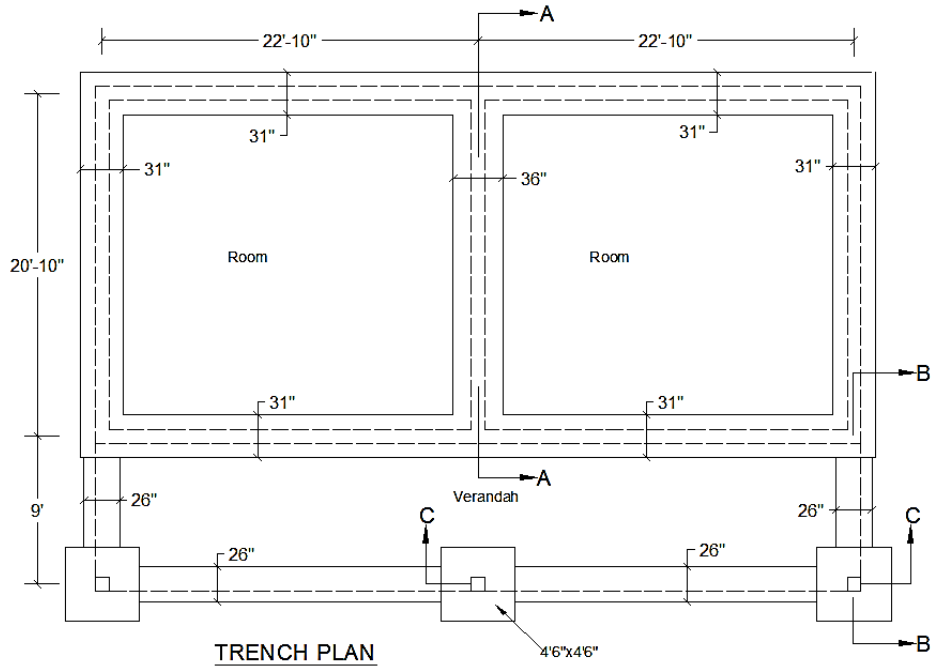 A
22'-10"
22'-10"
31"
31"
31"
36"
31"
Room
Room
20'-10"
B
31"
31"
A
Verandah
9'
26"
C
26"
C
26"
26"
B
4'6"x4'6"
TRENCH PLAN